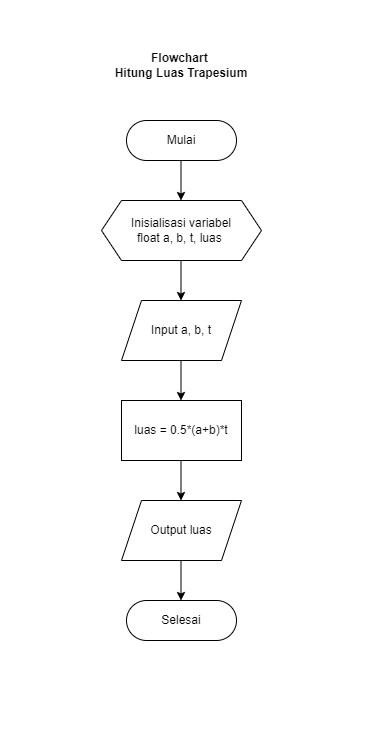 Flowchart
Hitung Luas Trapesium
Mulai
Inisialisasi variabel
float a, b, t, luas
Input a, b, t
luas = 0.5*(a+b)*t
Output luas
Selesai